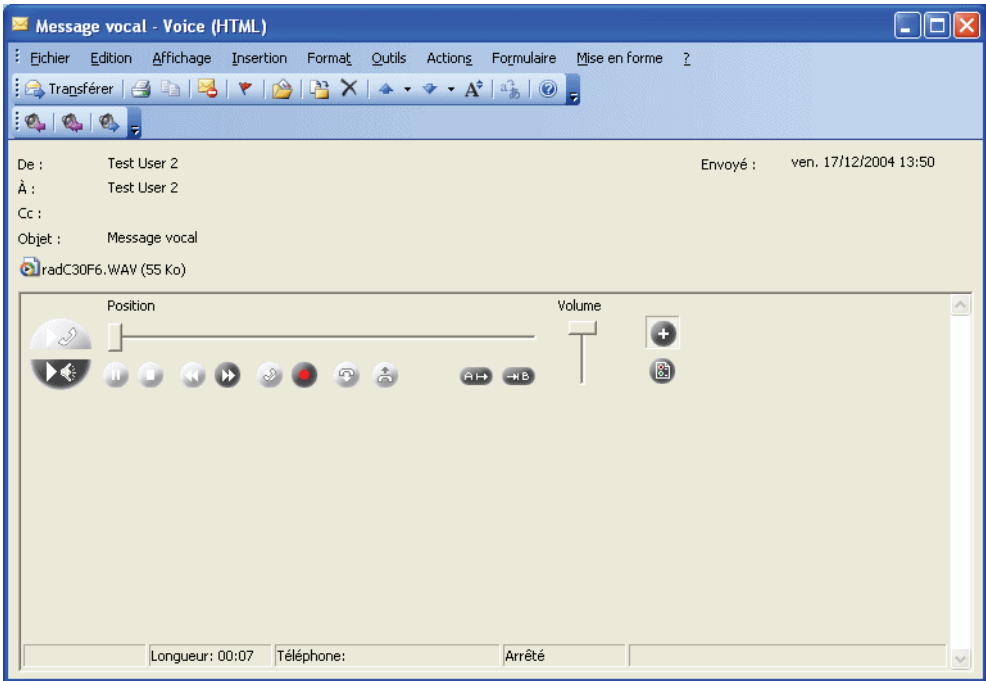 Message vocal - Voice (HTML)
Fichier Edition Affichage Insertion Format Outils Actions Formulaire Mise en forme ?
Transférer
De : Test User 2 Envoyé : ven. 17/12/2004 13:50
À : Test User 2
Cc :
Objet : Message vocal
radC30F6.WAV (55 Ko)
Position Volume
A B
Longueur: 00:07 Téléphone: Arrêté